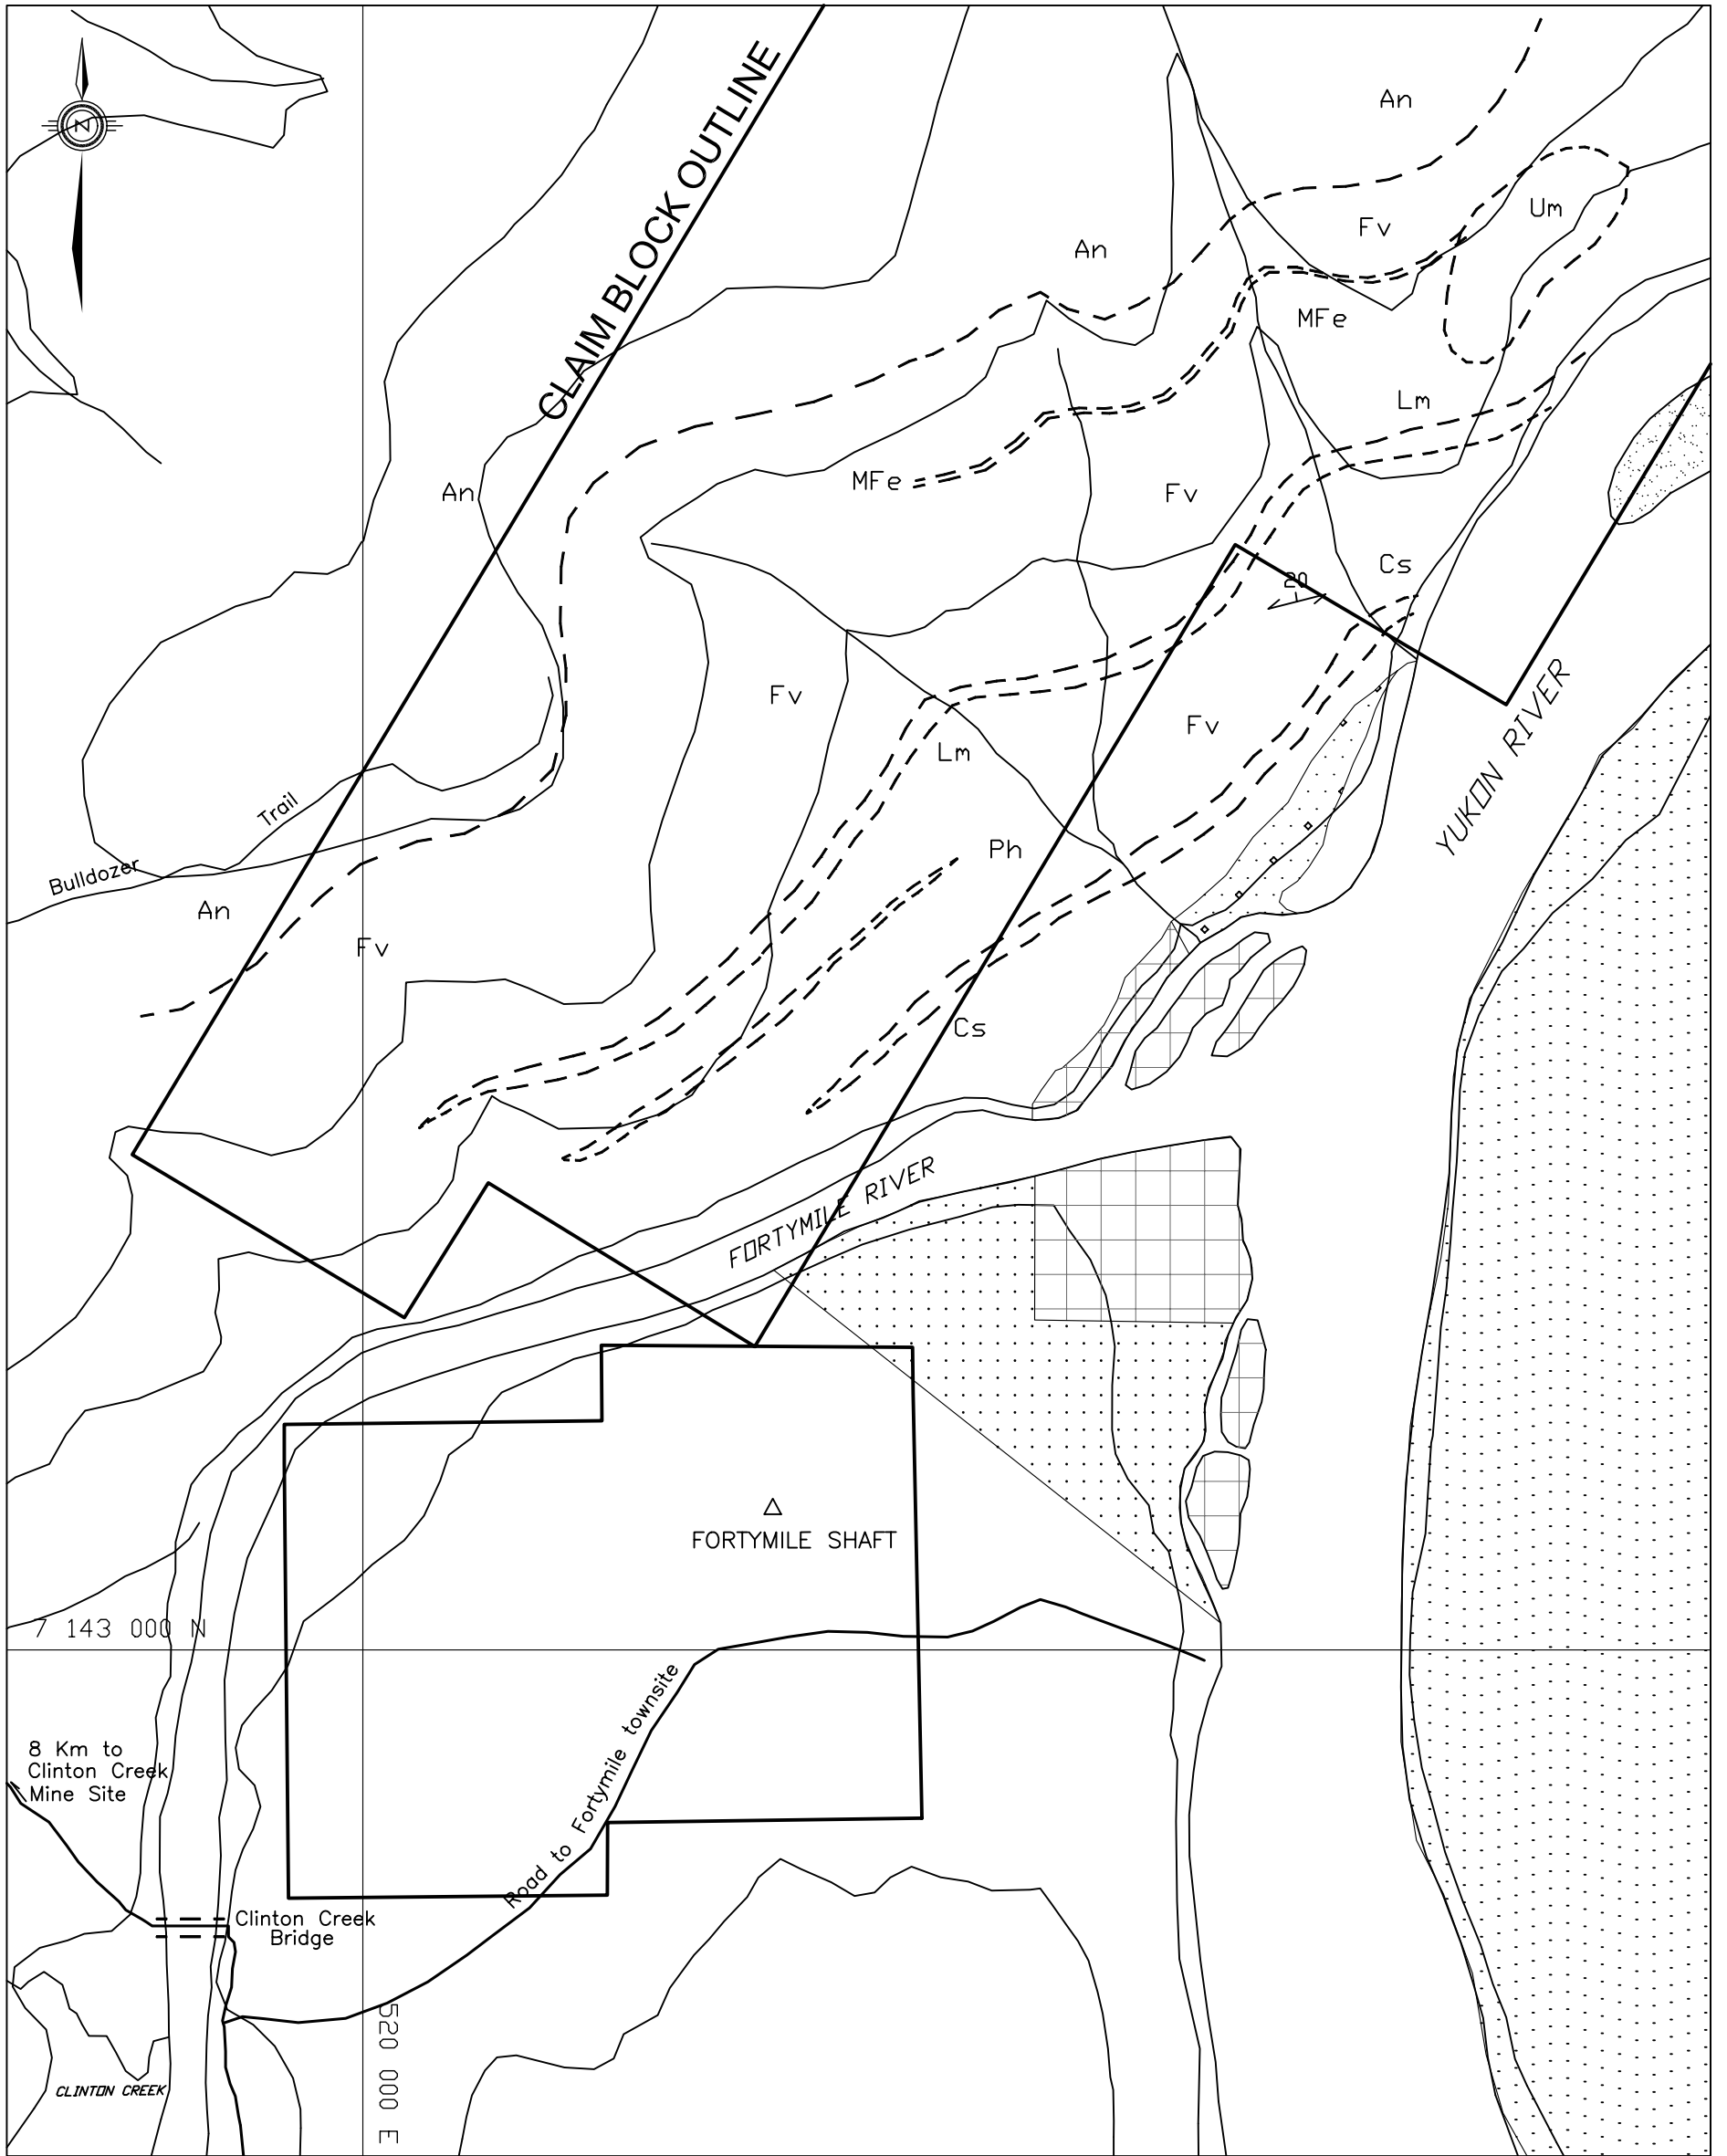 An
Um
Fv
An
CLAIM BLOCK OUTLINE
MFe
Lm
MFe
An
Fv
Cs
20
Fv
Fv
Lm
YUKON RIVER
Trail
Ph
Bulldozer
An
Fv
Cs
FORTYMILE RIVER
FORTYMILE SHAFT
7 143 000 N
Road to Fortymile townsite
8 Km to
Clinton Creek
Mine Site
Clinton Creek
Bridge
520 000 E
CLINTON CREEK
N